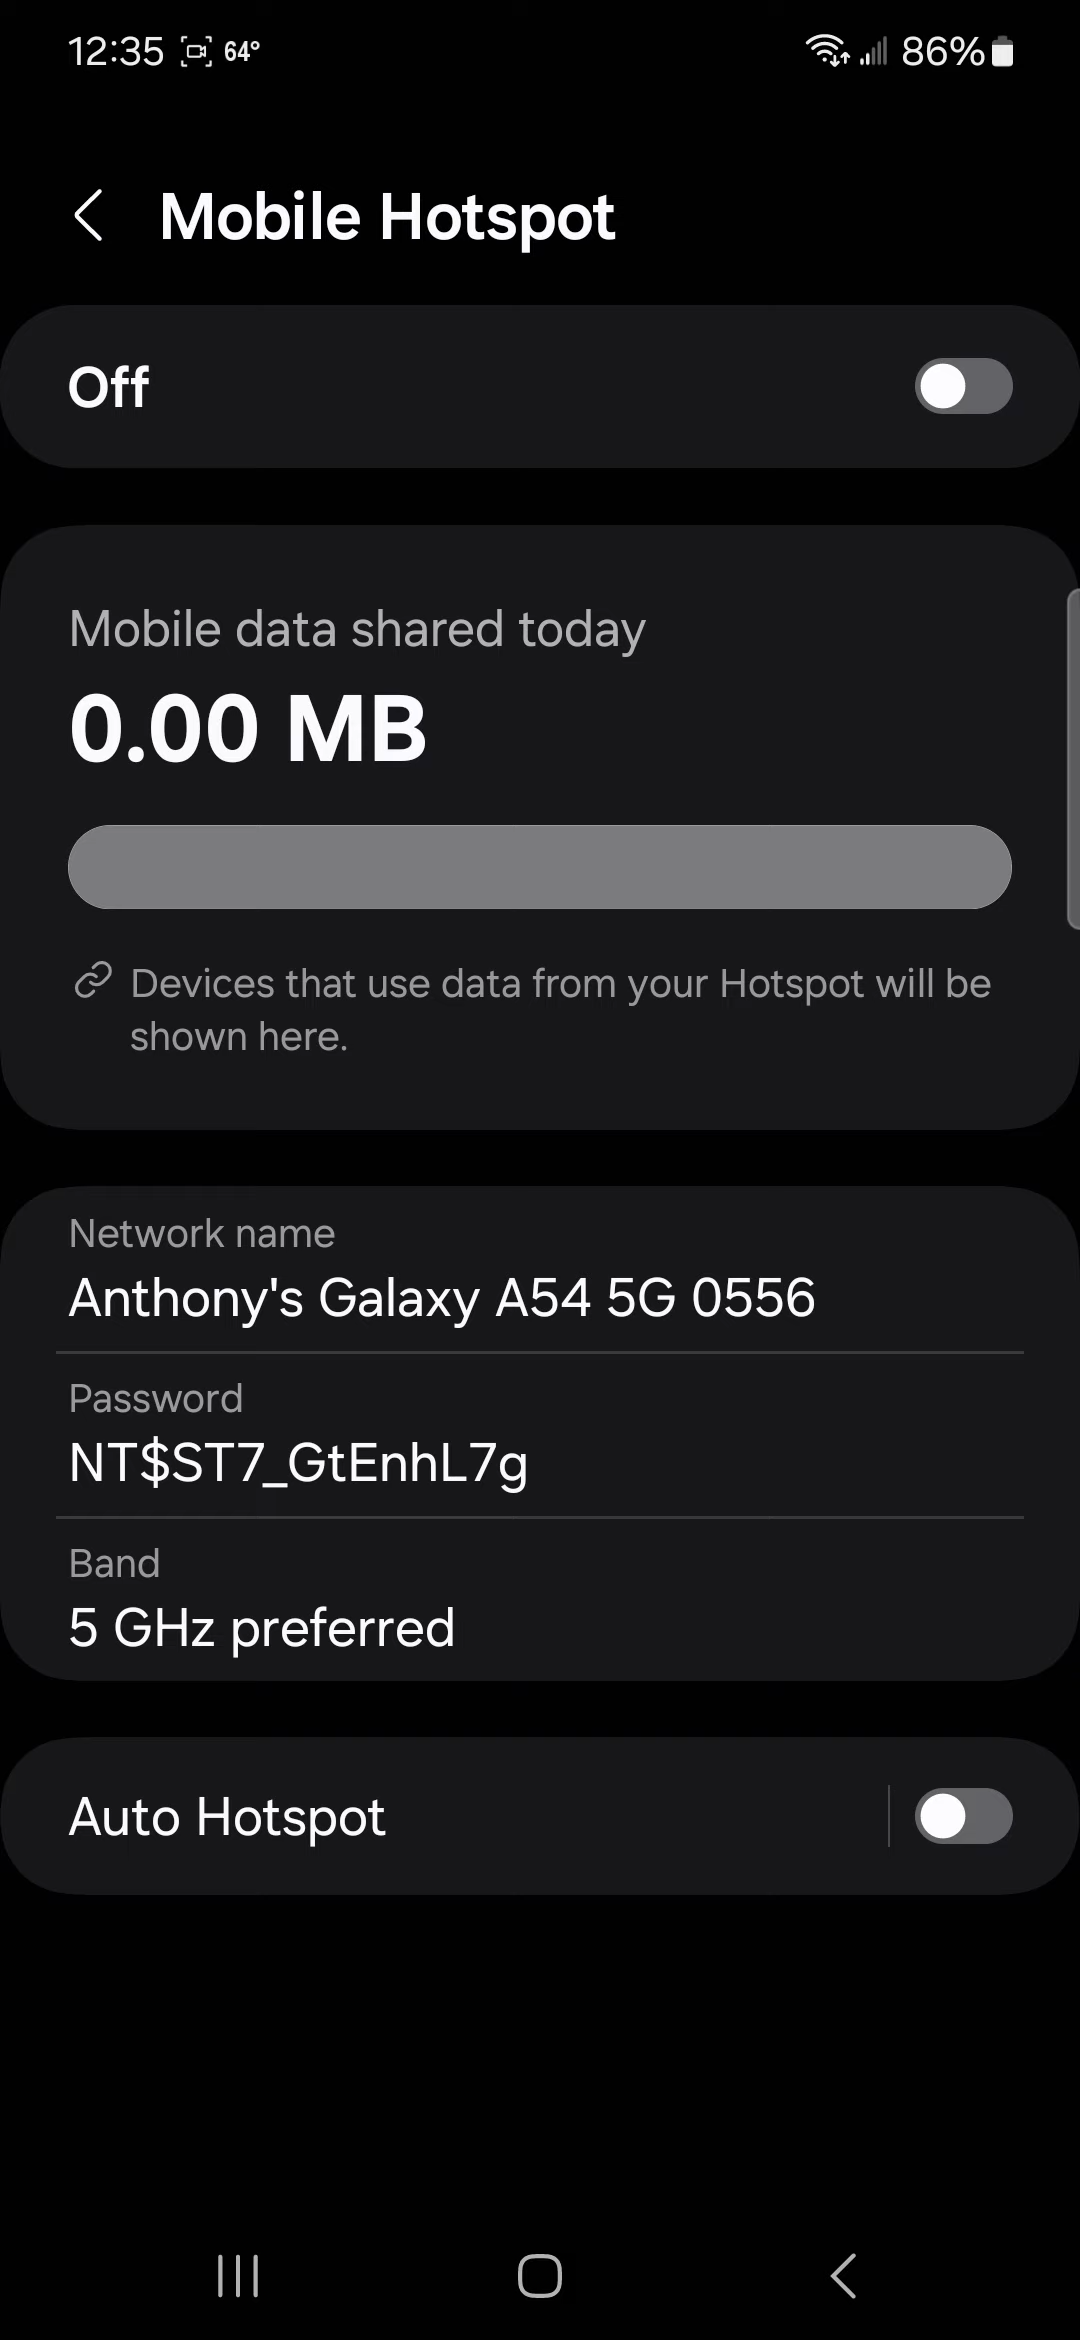 12:35 64°
86%
Mobile Hotspot
Off
Mobile data shared today
0.00 MB
Devices that use data from your Hotspot will be
shown here.
Network name
Anthony's Galaxy A54 5G 0556
Password
NT$ST7_GtEnhL7g
Band
5 GHz preferred
Auto Hotspot